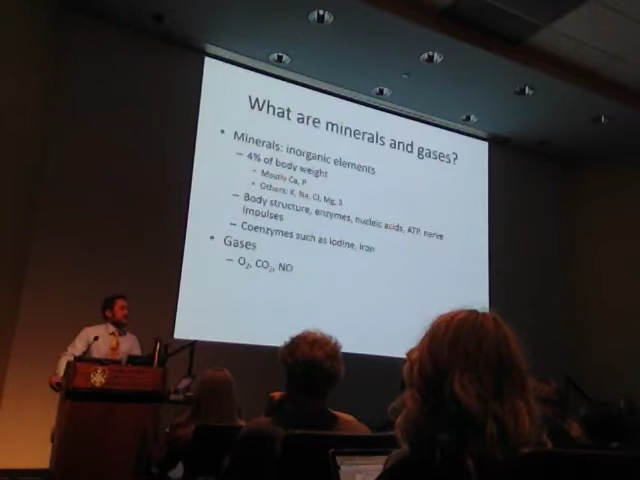 What are minerals and gases?
• Minerals: inorganic elements
– 4% of body weight
• Mostly Ca, P
• Others: K, Na, Cl, Mg, S
– Body structure, enzymes, nucleic acids, ATP, nerve
impulses
– Coenzymes such as iodine, iron
• Gases
– O₂, CO₂, NO